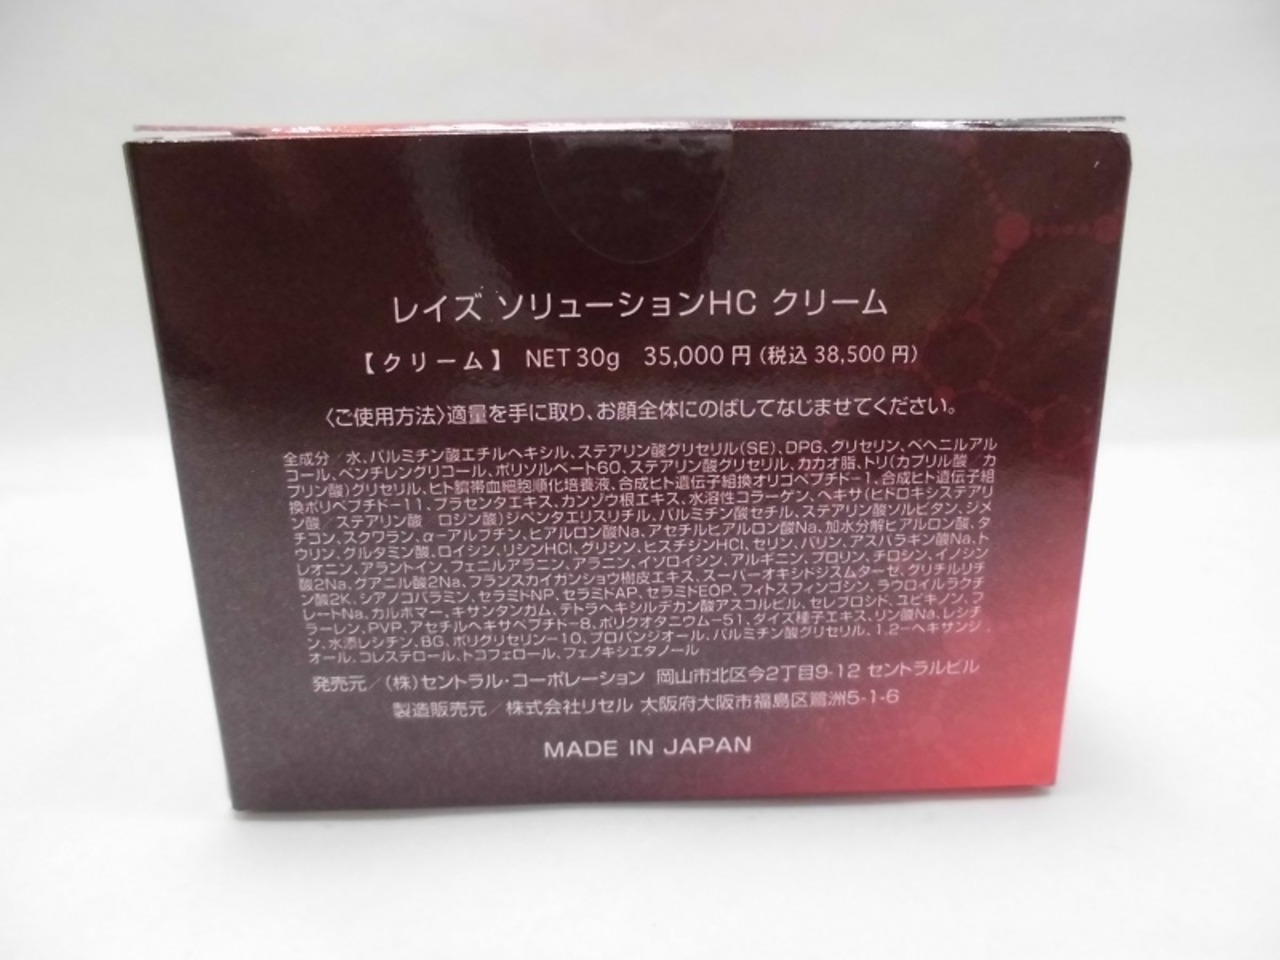 レイズ ソリューションHC クリーム
【クリーム】 NET 30g 35,000 円 (税込 38,500 円)
〈ご使用方法〉適量を手に取り、お顔全体にのばしてなじませてください。
全成分／水、パルミチン酸エチルヘキシル、ステアリン酸グリセリル(SE)、DPG、グリセリン、ベヘニルアル
コール、ペンチレングリコール、ポリソルベート60、ステアリン酸グリセリル、カカオ脂、トリ(カプリル酸／カ
プリン酸)グリセリル、ヒト臍帯血細胞順化培養液、合成ヒト遺伝子組換オリゴペプチド-1、合成ヒト遺伝子組
換ポリペプチド-11、プラセンタエキス、カンゾウ根エキス、水溶性コラーゲン、ヘキサ(ヒドロキシステアリ
ン酸／ステアリン酸／ロジン酸)ジペンタエリスリチル、パルミチン酸セチル、ステアリン酸ソルビタン、ジメ
チコン、スクワラン、α-アルブチン、ヒアルロン酸Na、アセチルヒアルロン酸Na、加水分解ヒアルロン酸、タ
ウリン、グルタミン酸、ロイシン、リシンHCl、グリシン、ヒスチジンHCl、セリン、バリン、アスパラギン酸Na、ト
レオニン、アラントイン、フェニルアラニン、アラニン、イソロイシン、アルギニン、プロリン、チロシン、イノシン
酸2Na、グアニル酸2Na、フランスカイガンショウ樹皮エキス、スーパーオキシドジスムターゼ、グリチルリチ
ン酸2K、シアノコバラミン、セラミドNP、セラミドAP、セラミドEOP、フィトスフィンゴシン、ラウロイルラクチ
レートNa、カルボマー、キサンタンガム、テトラヘキシルデカン酸アスコルビル、セレブロシド、ユビキノン、フ
ラーレン、PVP、アセチルヘキサペプチド-8、ポリクオタニウム-51、ダイズ種子エキス、リン酸Na、レシチ
ン、水添レシチン、BG、ポリグリセリン-10、プロパンジオール、パルミチン酸グリセリル、1,2-ヘキサンジ
オール、コレステロール、トコフェロール、フェノキシエタノール
発売元／(株)セントラル・コーポレーション 岡山市北区今2丁目9-12 セントラルビル
製造販売元／株式会社リセル 大阪府大阪市福島区鷺洲5-1-6
MADE IN JAPAN